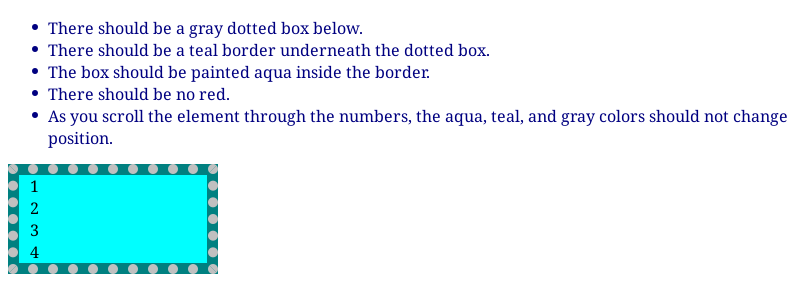 There should be a gray dotted box below.
There should be a teal border underneath the dotted box.
The box should be painted aqua inside the border.
There should be no red.
As you scroll the element through the numbers, the aqua, teal, and gray colors should not change
position.
1
2
3
4